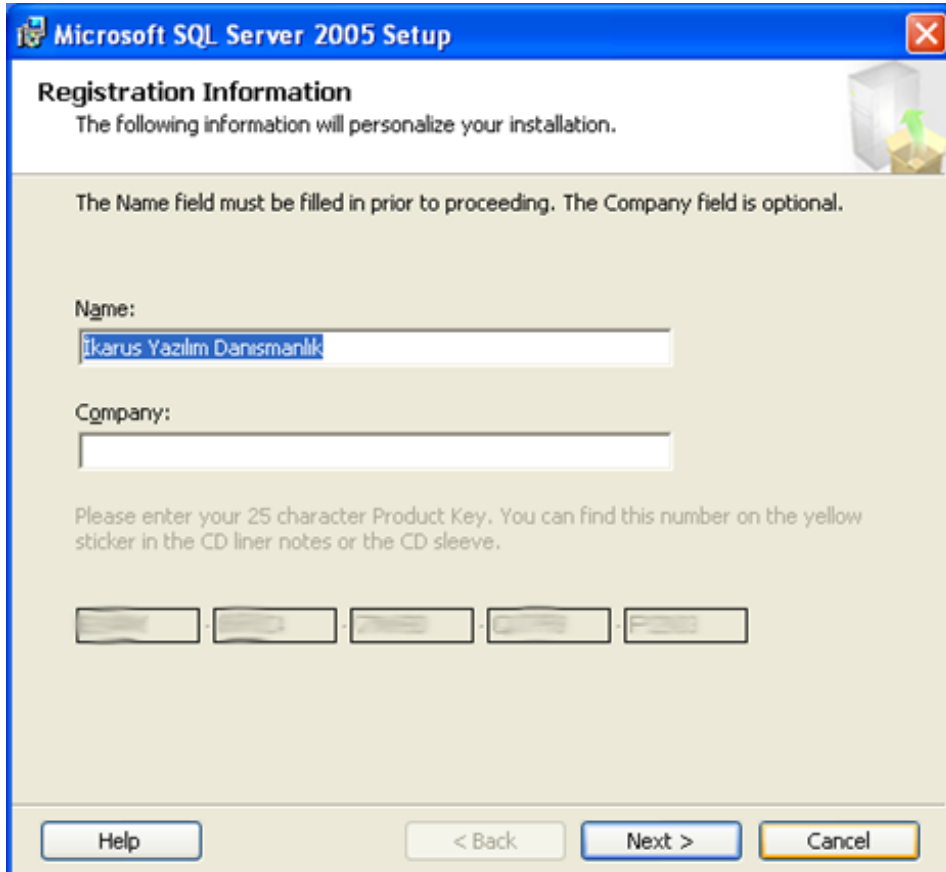 Microsoft SQL Server 2005 Setup
Registration Information
The following information will personalize your installation.
The Name field must be filled in prior to proceeding. The Company field is optional.
Name:
İkarus Yazılım Danısmanlık
Company:
Please enter your 25 character Product Key. You can find this number on the yellow
sticker in the CD liner notes or the CD sleeve.
Help < Back Next > Cancel